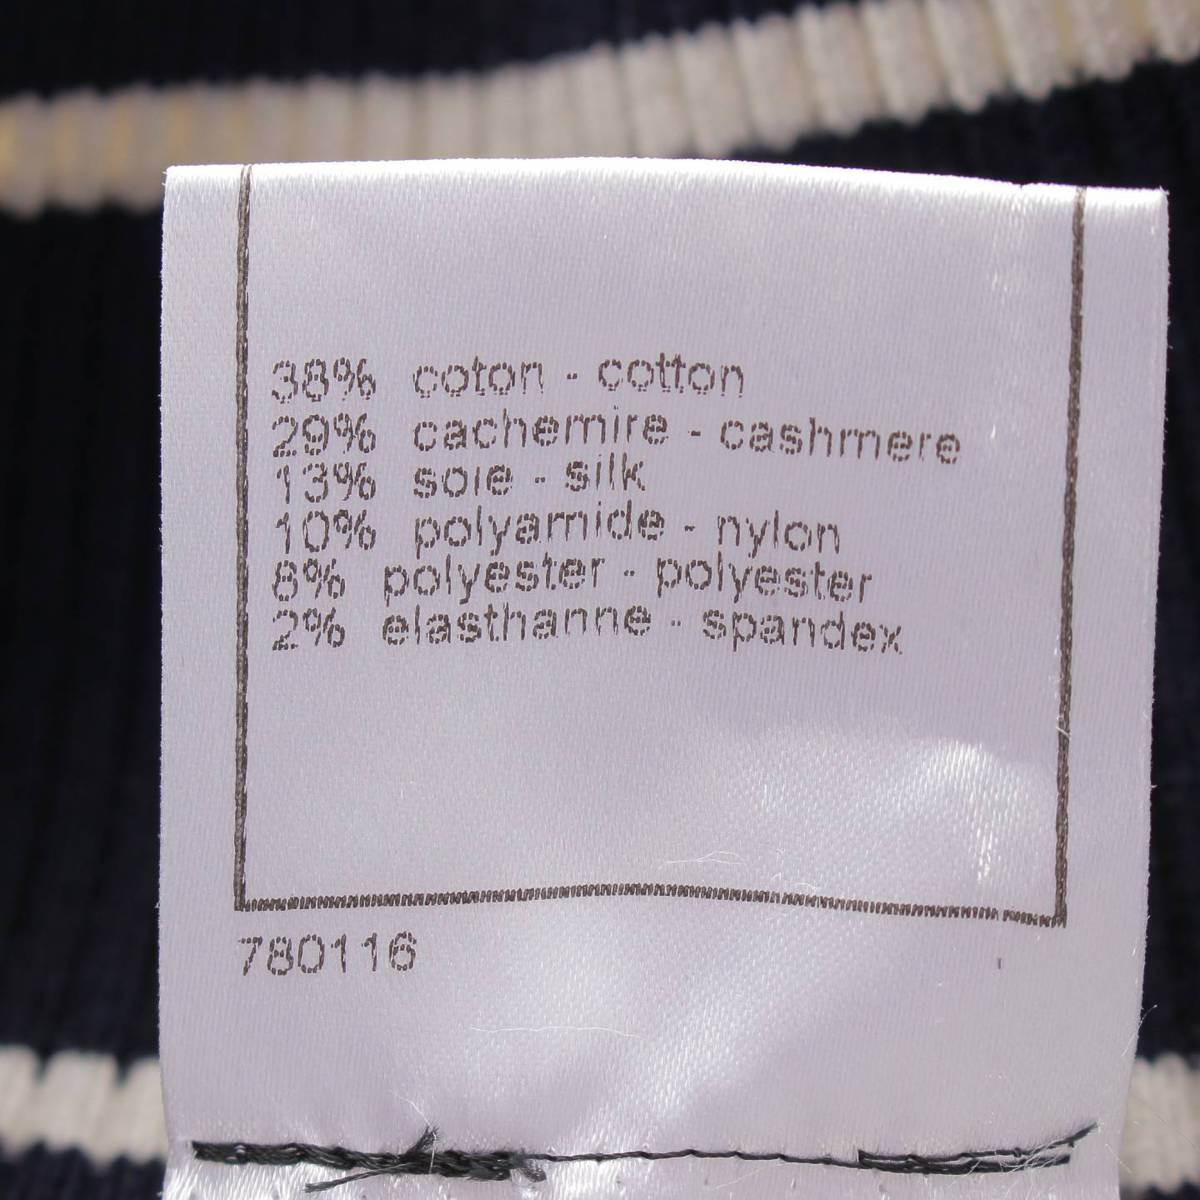 38% coton - cotton
29% cachemire - cashmere
13% soie - silk
10% polyamide - nylon
8% polyester - polyester
2% elasthanne - spandex
780116